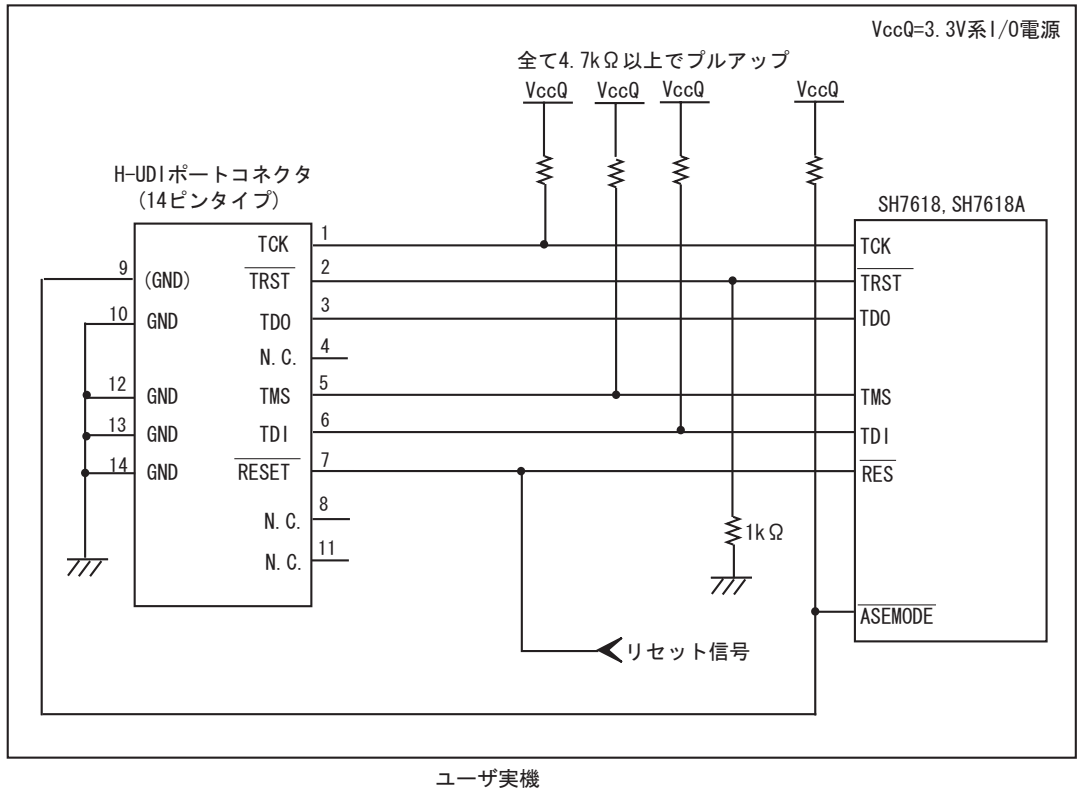 VccQ=3.3V系I/O電源
全て4.7kΩ以上でプルアップ
VccQ VccQ VccQ VccQ
H-UDIポートコネクタ
(14ピンタイプ)
SH7618, SH7618A
TCK 1 TCK
9 (GND) TRST 2 TRST
10 GND TDO 3 TDO
N.C. 4
12 GND TMS 5 TMS
13 GND TDI 6 TDI
14 GND RESET 7 RES
N.C. 8
1kΩ
N.C. 11
ASEMODE
リセット信号
ユーザ実機